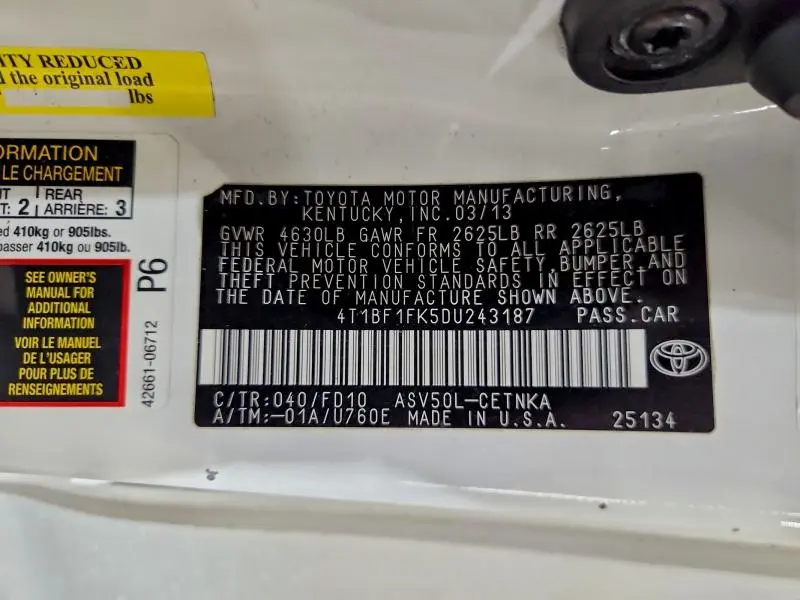 ITY REDUCED
the original load
lbs
ORMATION
LE CHARGEMENT
2 REAR
ARRIÈRE: 3
410kg or 905lbs.
passer 410kg ou 905lb.
SEE OWNER'S
MANUAL FOR
ADDITIONAL
INFORMATION
VOIR LE MANUEL
DE L'USAGER
POUR PLUS DE
RENSEIGNEMENTS
42661-06712
P6
MFD.BY:TOYOTA MOTOR MANUFACTURING,
KENTUCKY,INC.03/13
GVWR 4630LB GAWR FR 2625LB RR 2625LB
THIS VEHICLE CONFORMS TO ALL APPLICABLE
FEDERAL MOTOR VEHICLE SAFETY,BUMPER,AND
THEFT PREVENTION STANDARDS IN EFFECT ON
THE DATE OF MANUFACTURE SHOWN ABOVE.
4T1BF1FK5DU243187 PASS.CAR
C/TR:040/FD10 ASV50L-CETNKA
A/TM:-01A/U760E MADE IN U.S.A. 25134